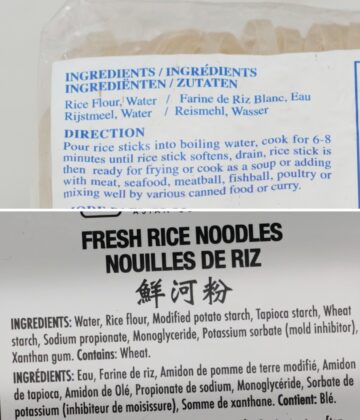 INGREDIENTS / INGRÉDIENTS
INGREDIËNTEN / ZUTATEN
Rice Flour, Water / Farine de Riz Blanc, Eau
Rijstmeel, Water / Reismehl, Wasser
DIRECTION
Pour rice sticks into boiling water, cook for 6-8
minutes until rice stick softens, drain, rice stick is
then ready for frying or cook as a soup or adding
with meat, seafood, meatball, fishball, poultry or
mixing well by various canned food or curry.
FRESH RICE NOODLES
NOUILLES DE RIZ
鮮河粉
INGREDIENTS: Water, Rice flour, Modified potato starch, Tapioca starch, Wheat
starch, Sodium propionate, Monoglyceride, Potassium sorbate (mold inhibitor),
Xanthan gum. Contains: Wheat.
INGRÉDIENTS: Eau, Farine de riz, Amidon de pomme de terre modifié, Amidon
de tapioca, Amidon de Olé, Propionate de sodium, Monoglycéride, Sorbate de
potassium (inhibiteur de moisissure), Somme de xanthane. Contient: Blé.